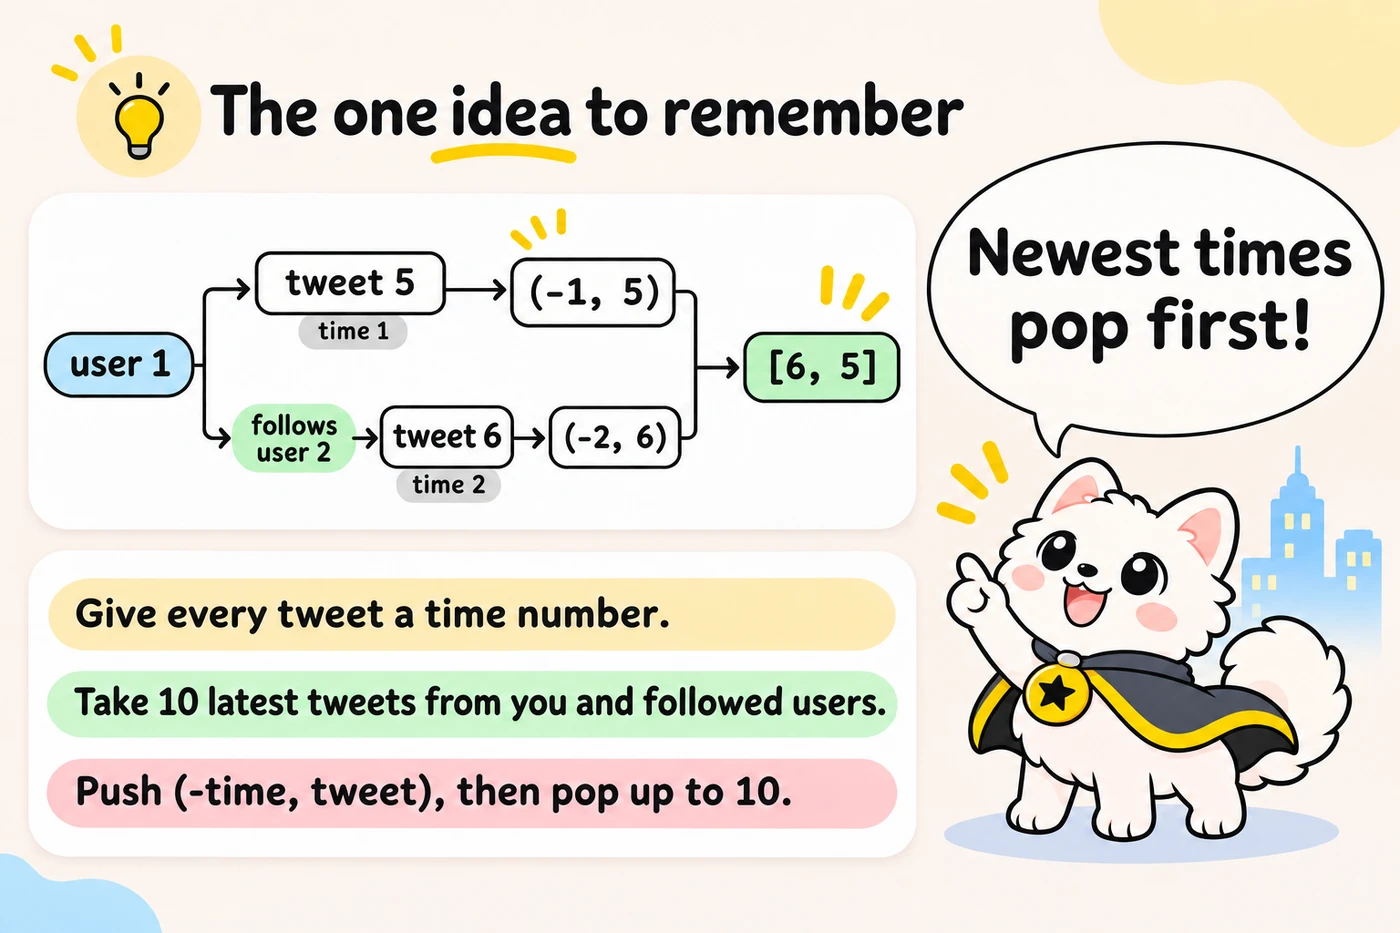 The one idea to remember
user 1
tweet 5
time 1
(-1, 5)
follows
user 2
tweet 6
time 2
(-2, 6)
[6, 5]
Newest times
pop first!
Give every tweet a time number.
Take 10 latest tweets from you and followed users.
Push (-time, tweet), then pop up to 10.